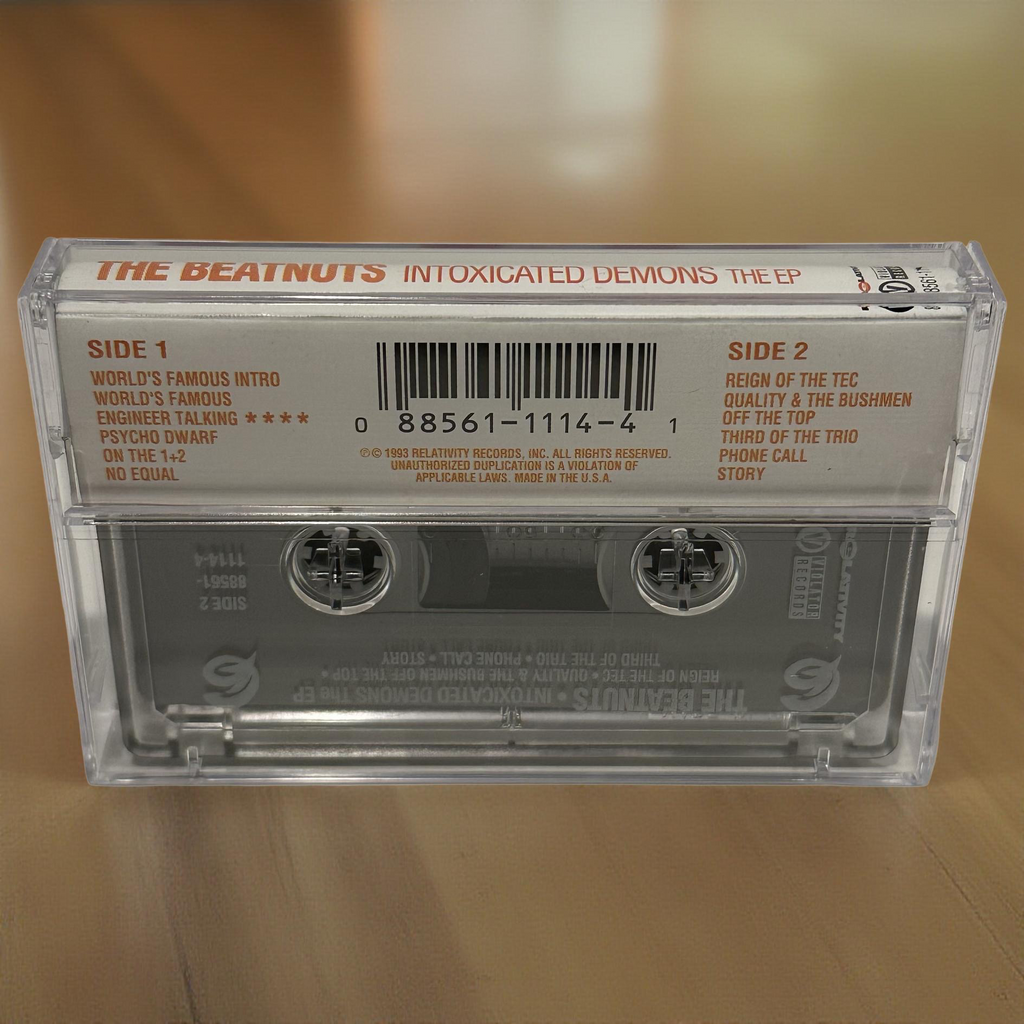 THE BEATNUTS INTOXICATED DEMONS THE EP
SIDE 1
WORLD'S FAMOUS INTRO
WORLD'S FAMOUS
ENGINEER TALKING ****
PSYCHO DWARF
ON THE 1+2
NO EQUAL
0 88561-1114-4 1
℗© 1993 RELATIVITY RECORDS, INC. ALL RIGHTS RESERVED.
UNAUTHORIZED DUPLICATION IS A VIOLATION OF
APPLICABLE LAWS. MADE IN THE U.S.A.
SIDE 2
REIGN OF THE TEC
QUALITY & THE BUSHMEN
OFF THE TOP
THIRD OF THE TRIO
PHONE CALL
STORY
THE BEATNUTS • INTOXICATED DEMONS The EP
REIGN OF THE TEC • QUALITY & THE BUSHMEN OFF THE TOP •
THIRD OF THE TRIO • PHONE CALL • STORY
SIDE 2
88561-
1114-4
V
VIOLATOR
RECORDS
RELATIVITY